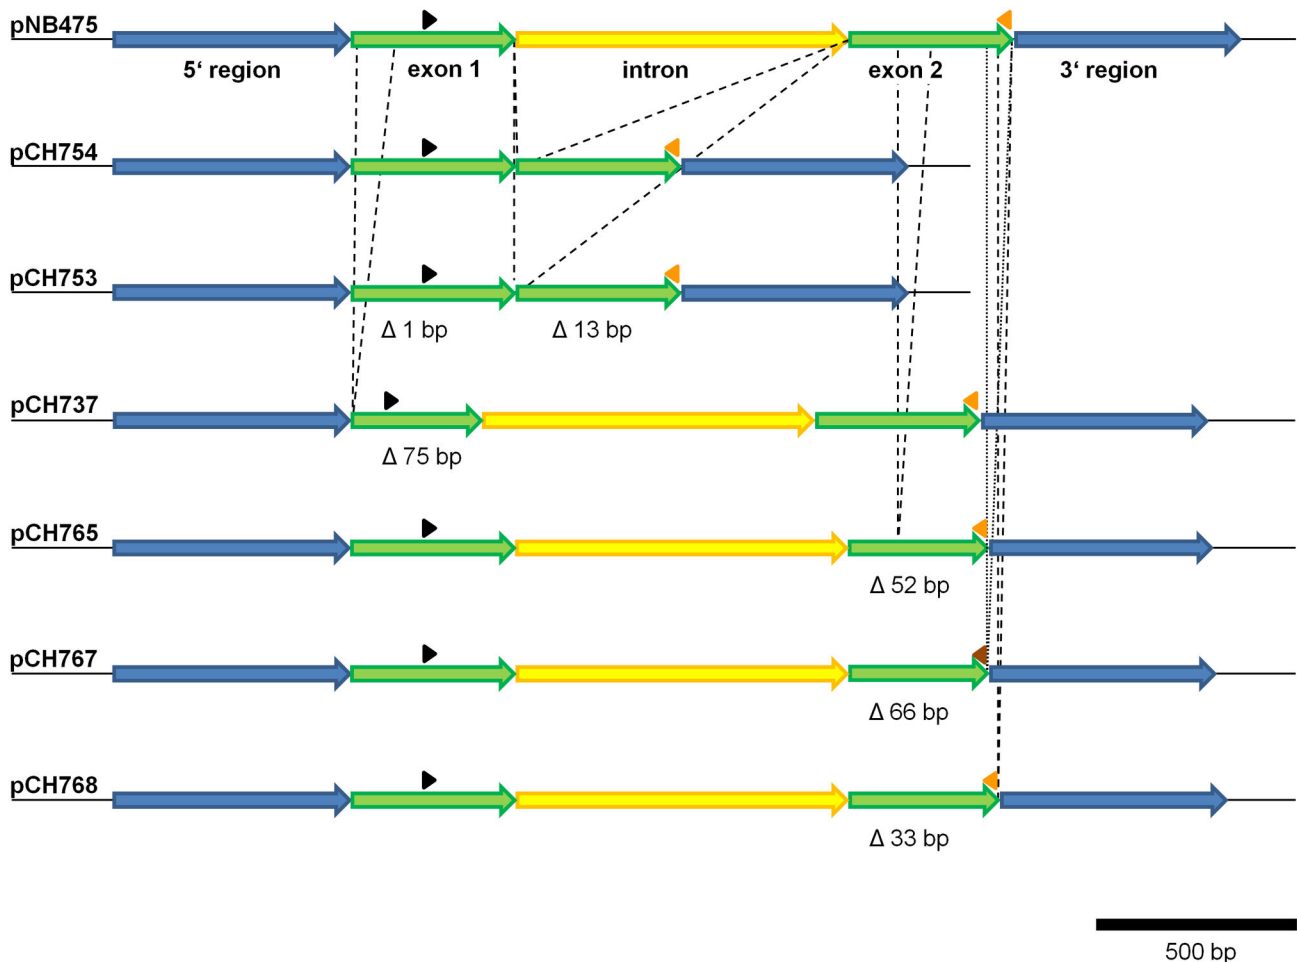 pNB475
5‘ region exon 1 intron exon 2 3‘ region
pCH754
pCH753
Δ 1 bp Δ 13 bp
pCH737
Δ 75 bp
pCH765
Δ 52 bp
pCH767
Δ 66 bp
pCH768
Δ 33 bp
500 bp